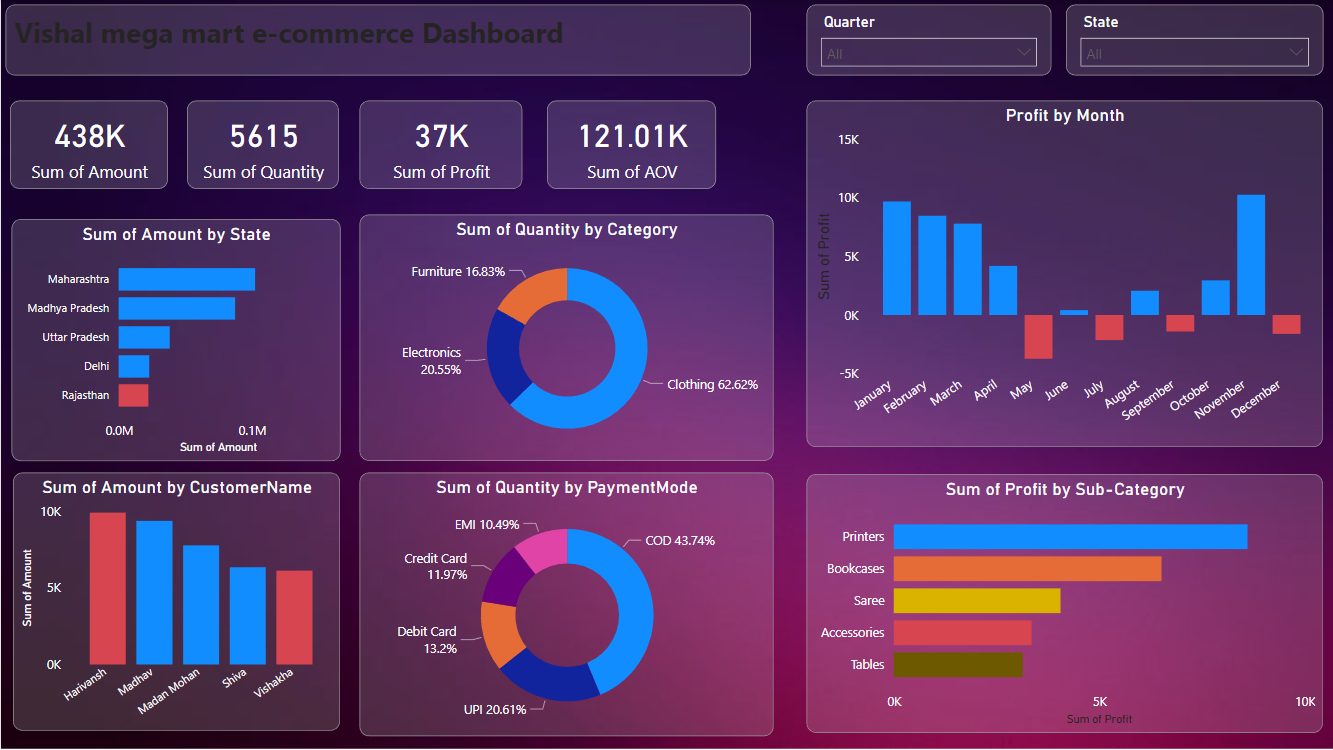 Vishal mega mart e-commerce Dashboard
Quarter
All
State
All
438K
Sum of Amount
5615
Sum of Quantity
37K
Sum of Profit
121.01K
Sum of AOV
Sum of Amount by State
Maharashtra
Madhya Pradesh
Uttar Pradesh
Delhi
Rajasthan
0.0M
0.1M
Sum of Amount
Sum of Quantity by Category
Furniture 16.83%
Electronics
20.55%
Clothing 62.62%
Profit by Month
15K
10K
5K
0K
-5K
Sum of Profit
January
February
March
April
May
June
July
August
September
October
November
December
Sum of Amount by CustomerName
10K
5K
0K
Sum of Amount
Harivansh
Madhav
Madan Mohan
Shiva
Vishakha
Sum of Quantity by PaymentMode
EMI 10.49%
Credit Card
11.97%
Debit Card
13.2%
UPI 20.61%
COD 43.74%
Sum of Profit by Sub-Category
Printers
Bookcases
Saree
Accessories
Tables
0K
5K
10K
Sum of Profit